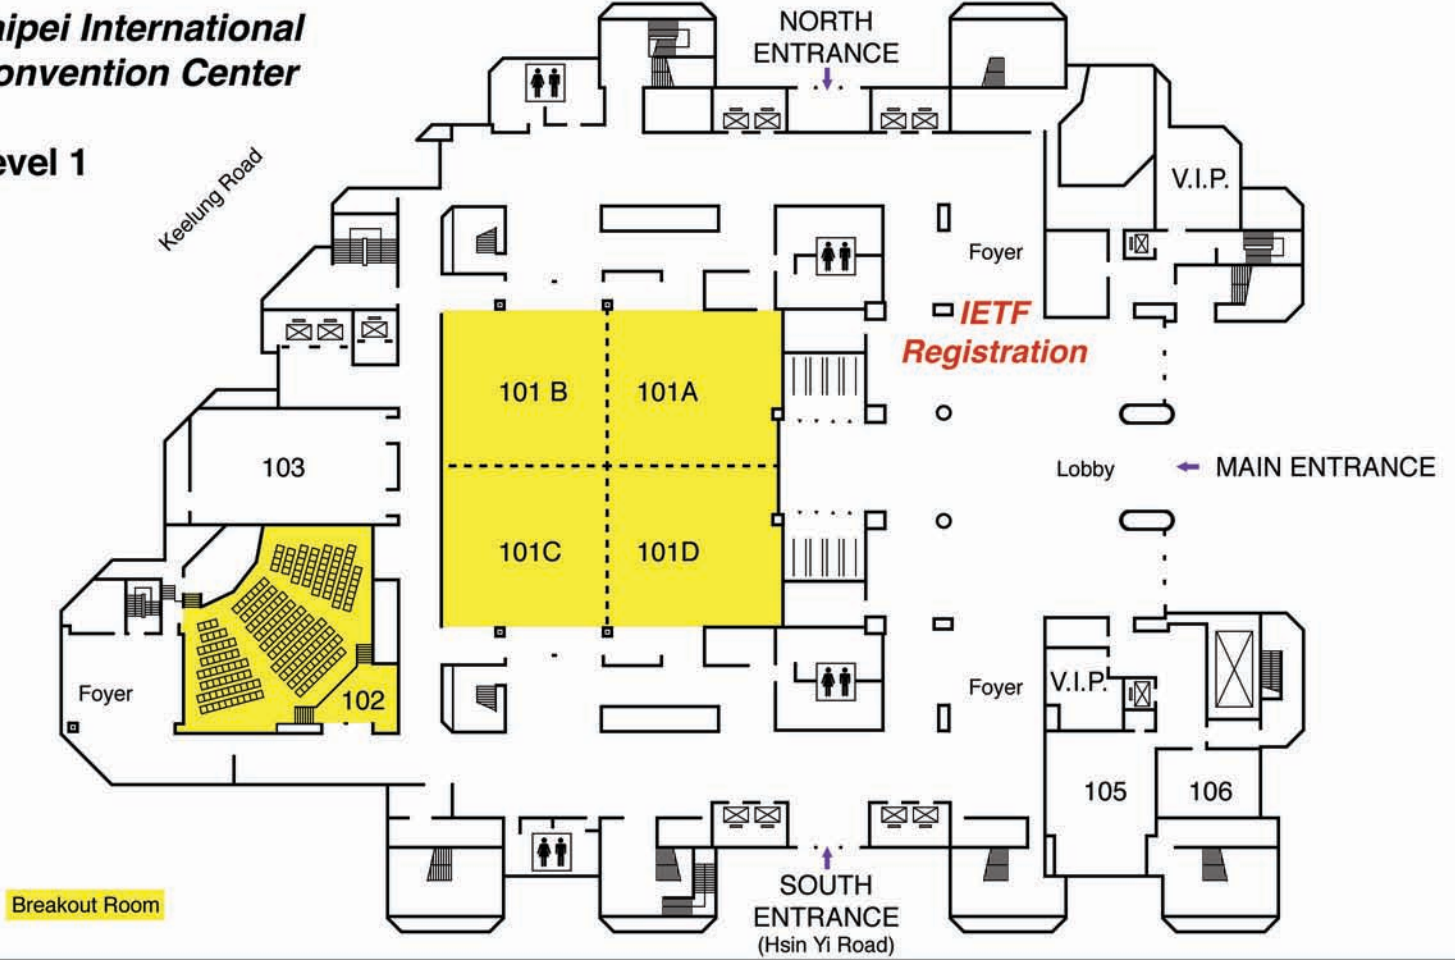 aipei International
onvention Center
evel 1
Keelung Road
NORTH
ENTRANCE
V.I.P.
Foyer
IETF
Registration
101 B
101A
103
Lobby
MAIN ENTRANCE
101C
101D
102
Foyer
Foyer
V.I.P.
105
106
Breakout Room
SOUTH
ENTRANCE
(Hsin Yi Road)